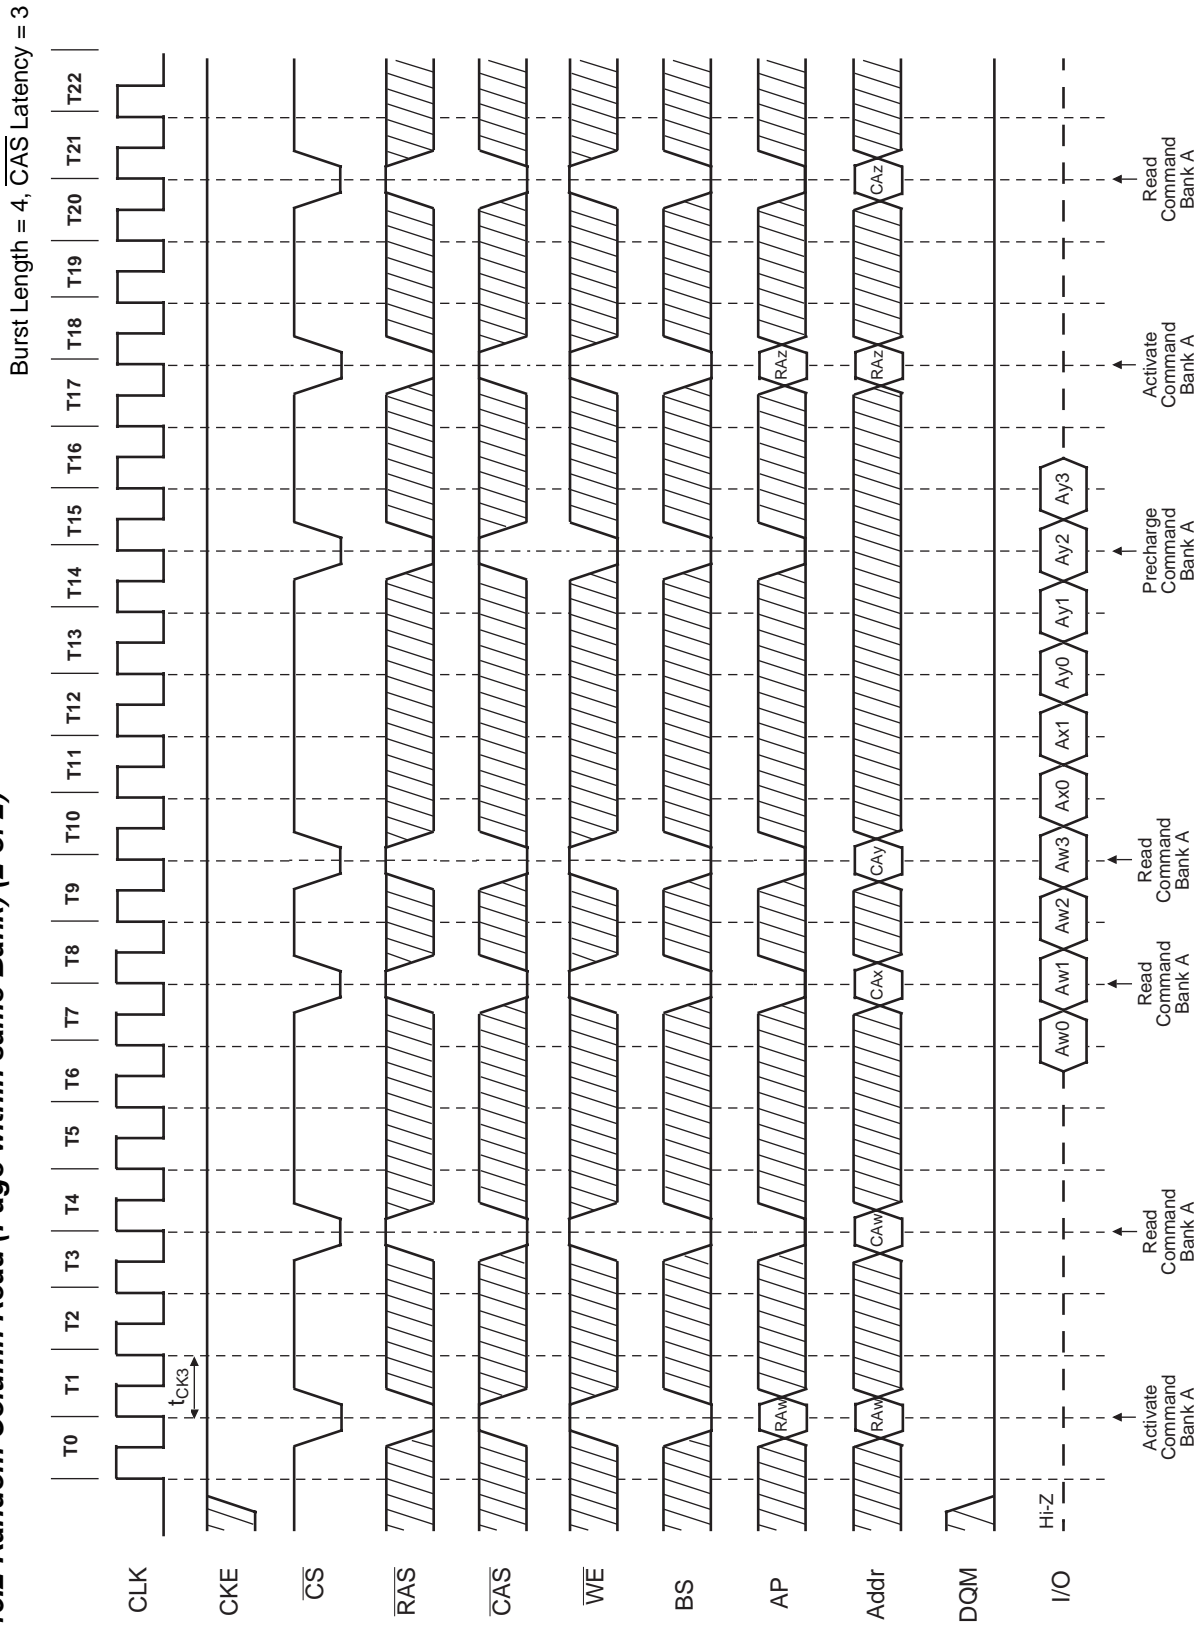 Burst Length = 4, CAS Latency = 3
T0 T1 T2 T3 T4 T5 T6 T7 T8 T9 T10 T11 T12 T13 T14 T15 T16 T17 T18 T19 T20 T21 T22
CLK
tCK3
CKE
CS
RAS
CAS
WE
BS
AP
RAw RAz
Addr
RAw CAw CAx CAy RAz CAz
DQM
I/O
Hi-Z
Aw0 Aw1 Aw2 Aw3 Ax0 Ax1 Ay0 Ay1 Ay2 Ay3
Activate
Command
Bank A
Read
Command
Bank A
Read
Command
Bank A
Read
Command
Bank A
Precharge
Command
Bank A
Activate
Command
Bank A
Read
Command
Bank A